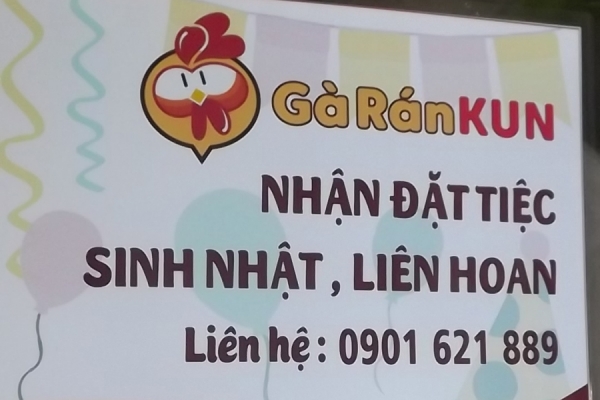 Gà Rán KUN
NHẬN ĐẶT TIỆC
SINH NHẬT , LIÊN HOAN
Liên hệ : 0901 621 889